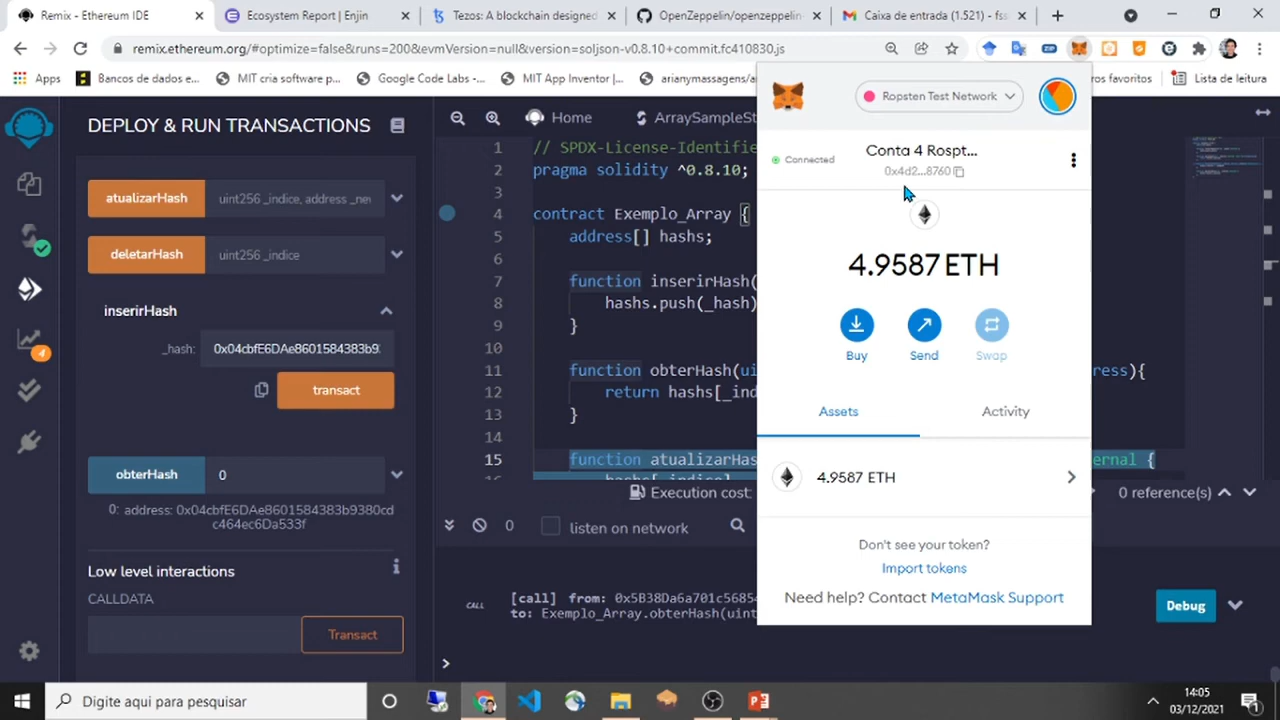 Remix - Ethereum IDE
Ecosystem Report | Enjin
Tezos: A blockchain designed
OpenZeppelin/openzeppelin-
Caixa de entrada (1.521) - fss
remix.ethereum.org/#optimize=false&runs=200&evmVersion=null&version=soljson-v0.8.10+commit.fc410830.js
Apps
Bancos de dados e...
MIT cria software p...
Google Code Labs -...
MIT App Inventor |...
arianymassagens/a
ros favoritos
Lista de leitura
DEPLOY & RUN TRANSACTIONS
atualizarHash
uint256 _indice, address _ne
deletarHash
uint256 _indice
inserirHash
_hash:
0x04cbfE6DAe8601584383b9
transact
obterHash
0
0: address: 0x04cbfE6DAe8601584383b9380cd
c464ec6Da533f
Low level interactions
CALLDATA
Transact
Home
ArraySampleSt
1 // SPDX-License-Identifie
2 pragma solidity ^0.8.10;
3
4 contract Exemplo_Array {
5 address[] hashs;
6
7 function inserirHash(
8 hashs.push(_hash)
9 }
10
11 function obterHash(ui ress){
12 return hashs[_ind
13 }
14
15 function atualizarHas ernal {
16 hashs[_indice]
Execution cost:
0 reference(s)
0
listen on network
CALL
[call] from: 0x5B38Da6a701c5685
to: Exemplo_Array.obterHash(uint
Debug
>
Ropsten Test Network
Connected
Conta 4 Rospt...
0x4d2...8760
4.9587 ETH
Buy
Send
Swap
Assets
Activity
4.9587 ETH
Don't see your token?
Import tokens
Need help? Contact MetaMask Support
Digite aqui para pesquisar
14:05
03/12/2021